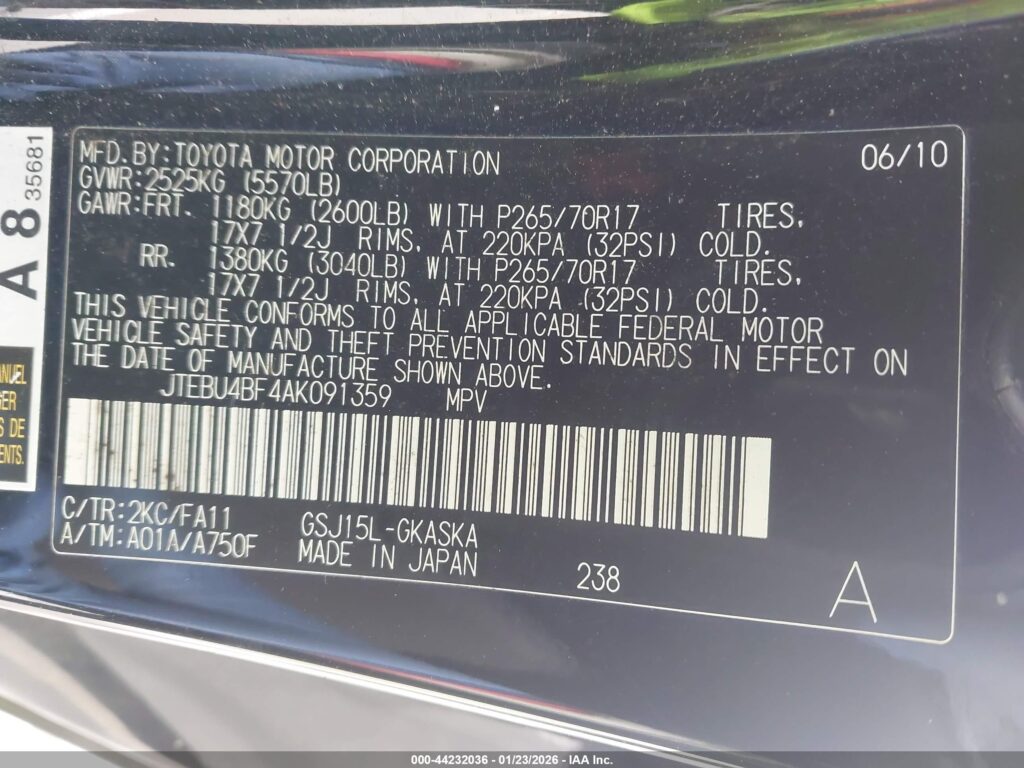 MFD.BY:TOYOTA MOTOR CORPORATION 06/10
GVWR:2525KG (5570LB)
GAWR:FRT. 1180KG (2600LB) WITH P265/70R17 TIRES,
17X7 1/2J RIMS, AT 220KPA (32PSI) COLD.
RR. 1380KG (3040LB) WITH P265/70R17 TIRES,
17X7 1/2J RIMS, AT 220KPA (32PSI) COLD.
THIS VEHICLE CONFORMS TO ALL APPLICABLE FEDERAL MOTOR
VEHICLE SAFETY AND THEFT PREVENTION STANDARDS IN EFFECT ON
THE DATE OF MANUFACTURE SHOWN ABOVE.
JTEBU4BF4AK091359 MPV
C/TR:2KC/FA11 GSJ15L-GKASKA
A/TM:A01A/A750F MADE IN JAPAN 238 A
A 8 35681
DE
000-44232036 - 01/23/2026 - IAA Inc.